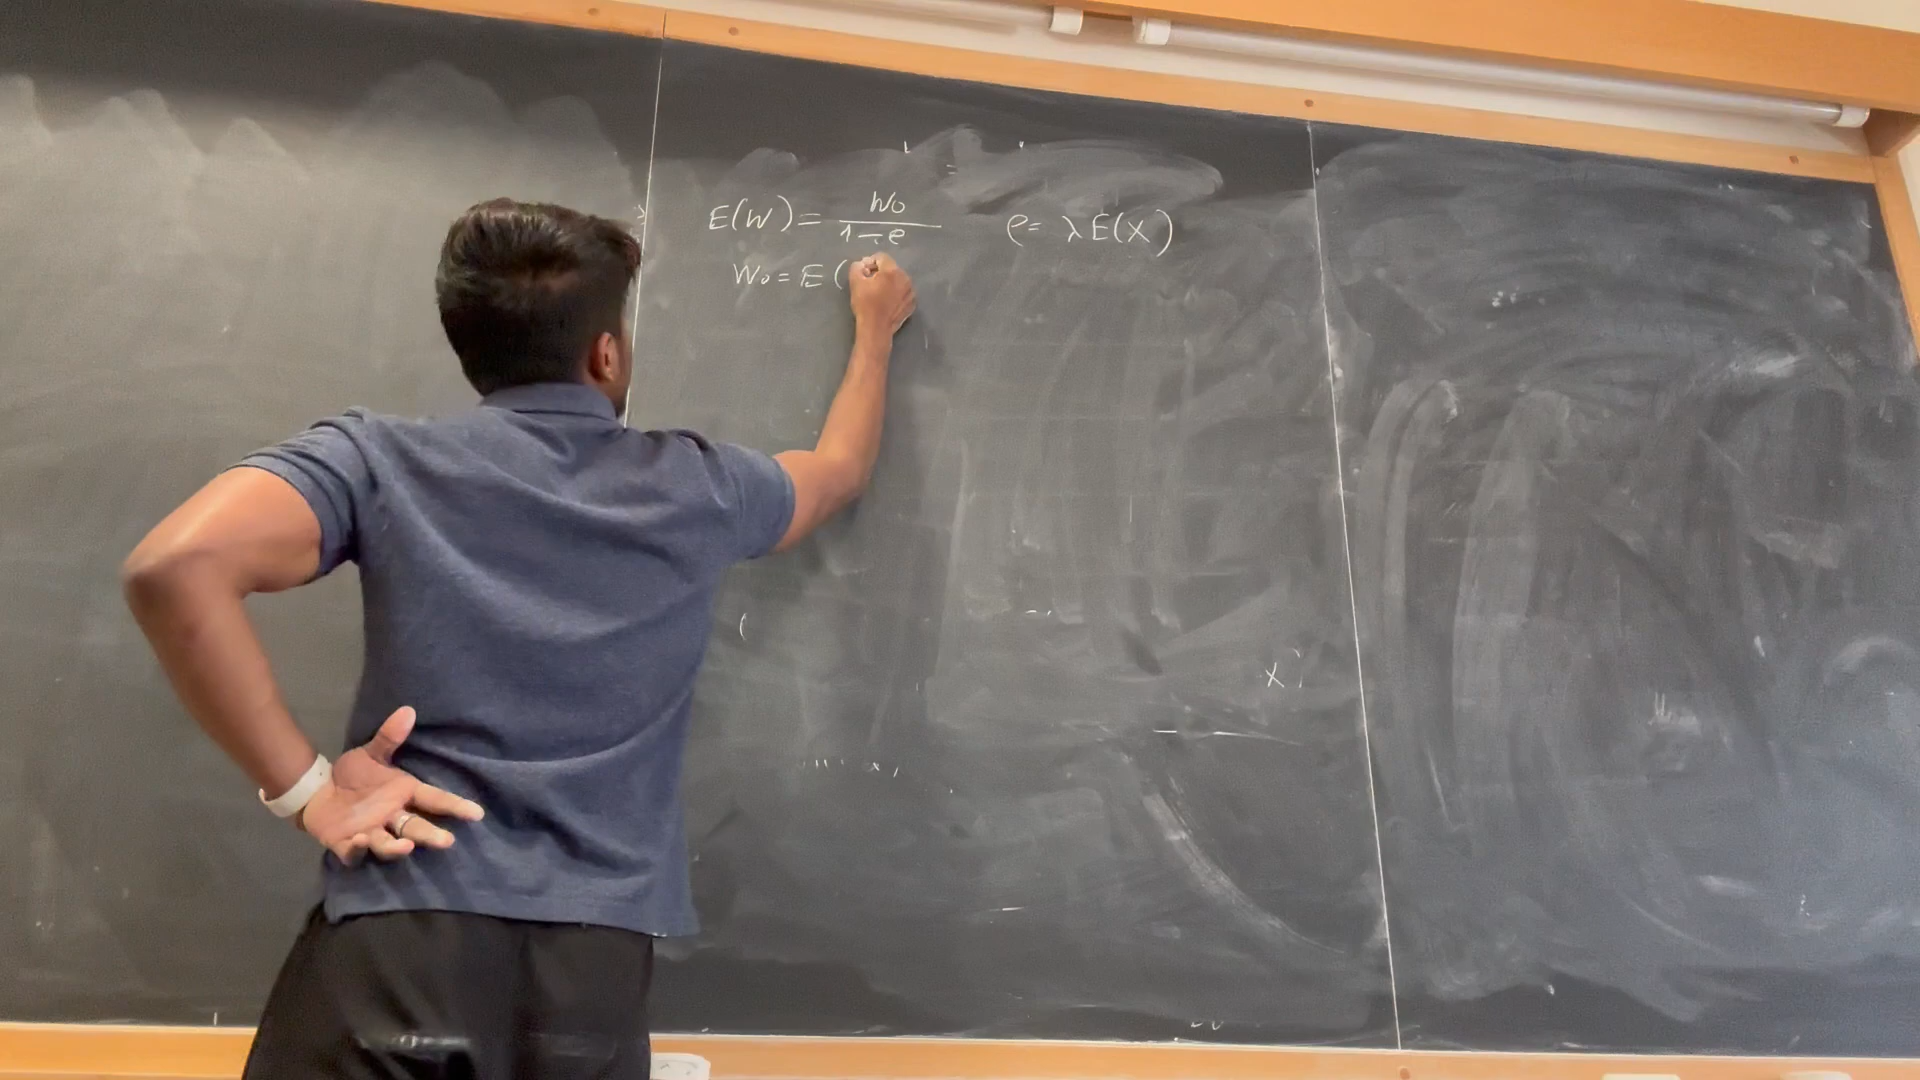 E(W) = W₀ / (1-ρ)    ρ = λE(X)
W₀ = E(
X